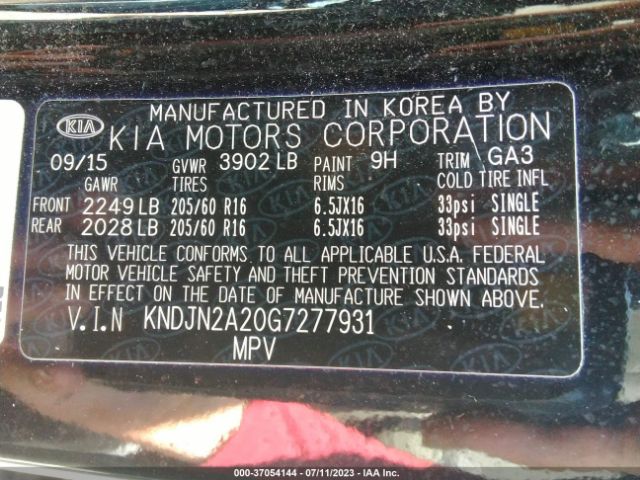 MANUFACTURED IN KOREA BY
KIA KIA MOTORS CORPORATION
09/15 GVWR 3902 LB PAINT 9H TRIM GA3
GAWR TIRES RIMS COLD TIRE INFL
FRONT 2249 LB 205/60 R16 6.5JX16 33psi SINGLE
REAR 2028 LB 205/60 R16 6.5JX16 33psi SINGLE
THIS VEHICLE CONFORMS TO ALL APPLICABLE U.S.A. FEDERAL
MOTOR VEHICLE SAFETY AND THEFT PREVENTION STANDARDS
IN EFFECT ON THE DATE OF MANUFACTURE SHOWN ABOVE.
V.I.N KNDJN2A20G7277931
MPV
000-37054144 - 07/11/2023 - IAA Inc.